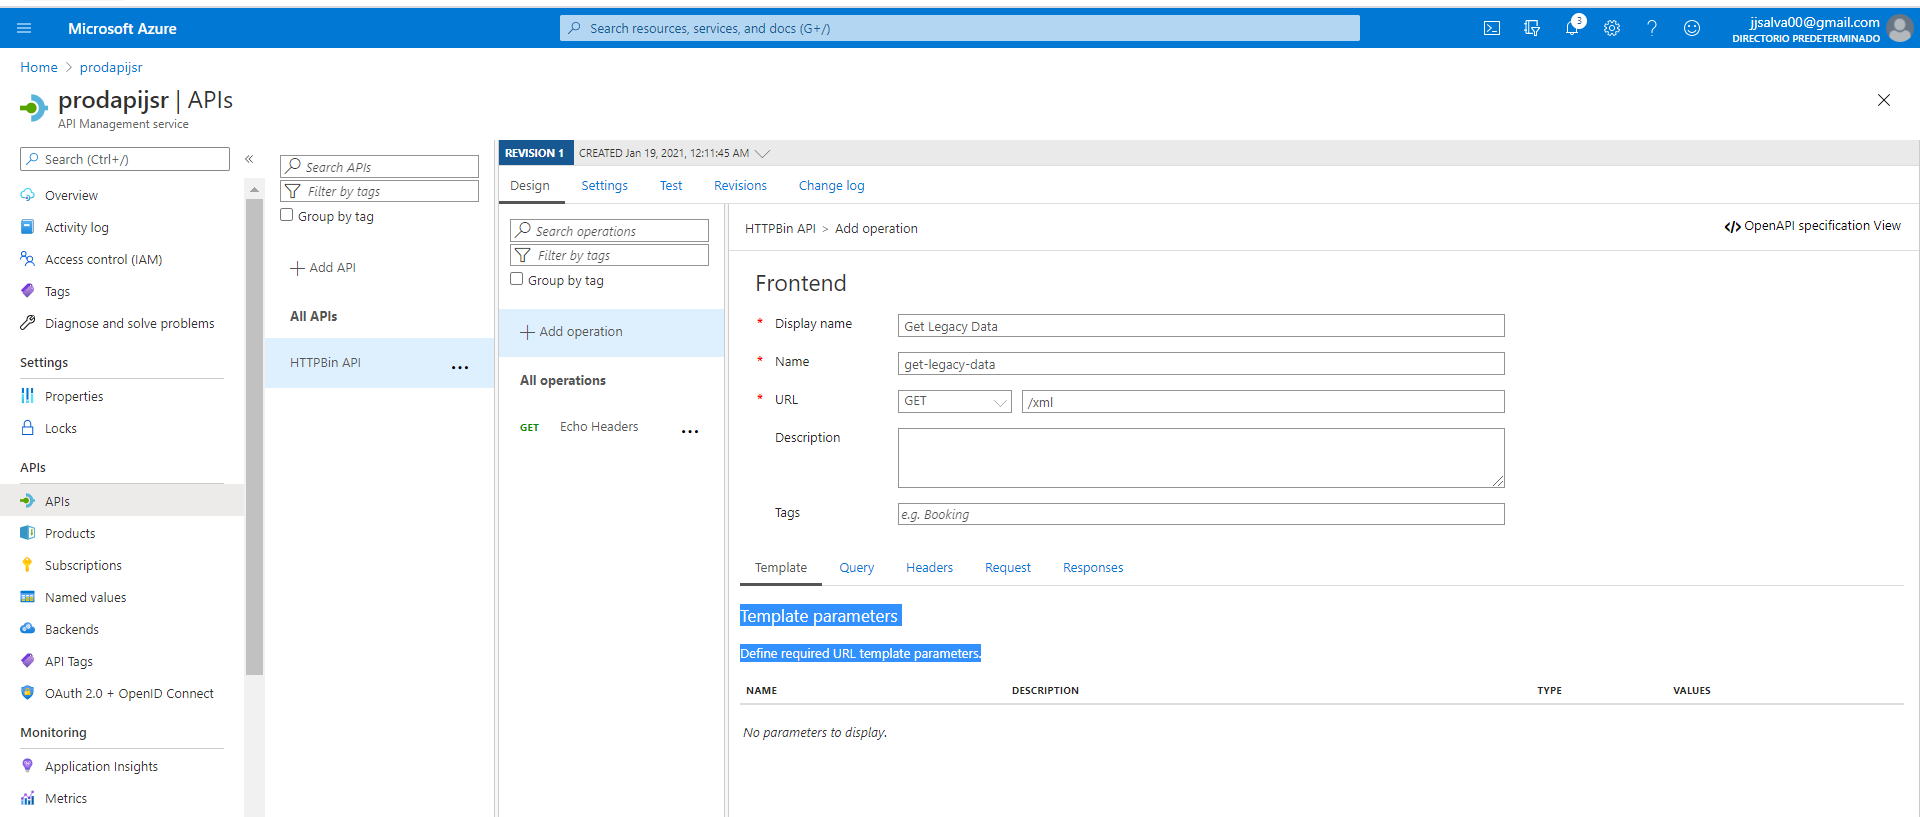 Microsoft Azure
Search resources, services, and docs (G+/)
3
jjsalva00@gmail.com
DIRECTORIO PREDETERMINADO
Home > prodapijsr
prodapijsr | APIs
API Management service
Search (Ctrl+/)
«
Overview
Activity log
Access control (IAM)
Tags
Diagnose and solve problems
Settings
Properties
Locks
APIs
APIs
Products
Subscriptions
Named values
Backends
API Tags
OAuth 2.0 + OpenID Connect
Monitoring
Application Insights
Metrics
Search APIs
Filter by tags
Group by tag
+ Add API
All APIs
HTTPBin API ...
REVISION 1 CREATED Jan 19, 2021, 12:11:45 AM
Design Settings Test Revisions Change log
Search operations
Filter by tags
Group by tag
+ Add operation
All operations
GET Echo Headers ...
HTTPBin API > Add operation
</> OpenAPI specification View
Frontend
* Display name Get Legacy Data
* Name get-legacy-data
* URL GET /xml
Description
Tags e.g. Booking
Template Query Headers Request Responses
Template parameters
Define required URL template parameters.
NAME DESCRIPTION TYPE VALUES
No parameters to display.